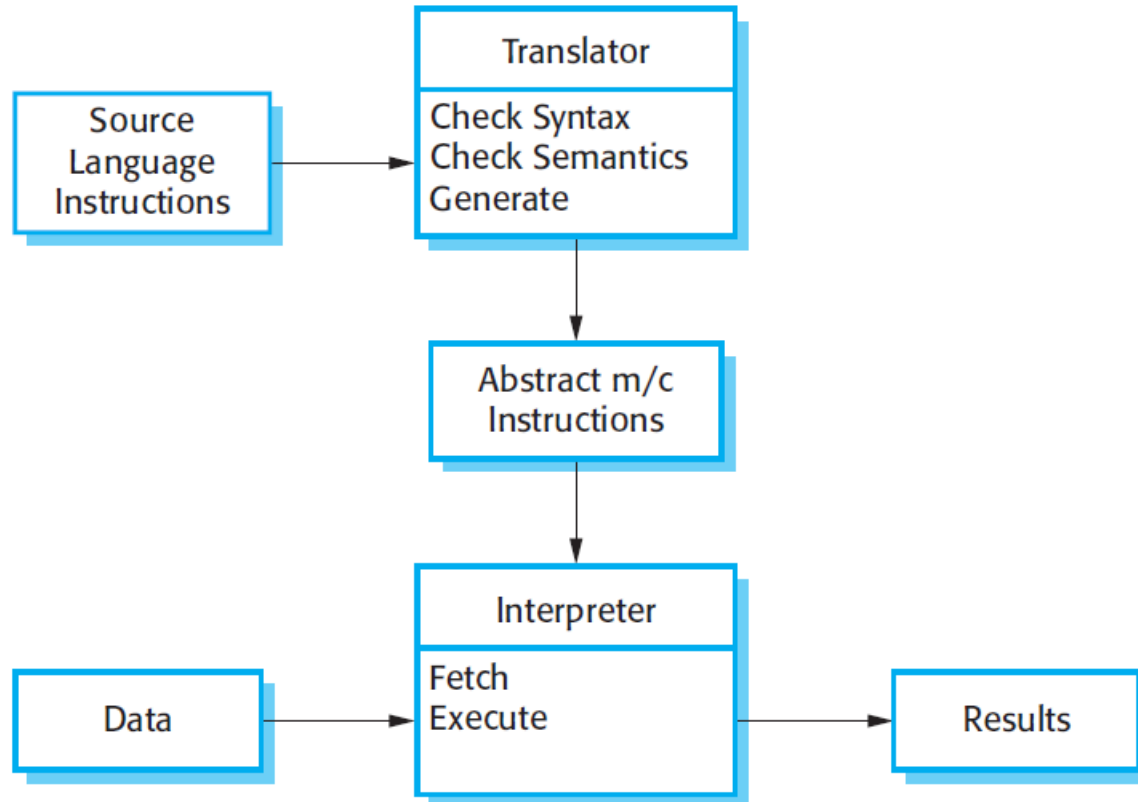 Translator
Source
Language
Instructions
Check Syntax
Check Semantics
Generate
Abstract m/c
Instructions
Interpreter
Data
Fetch
Execute
Results